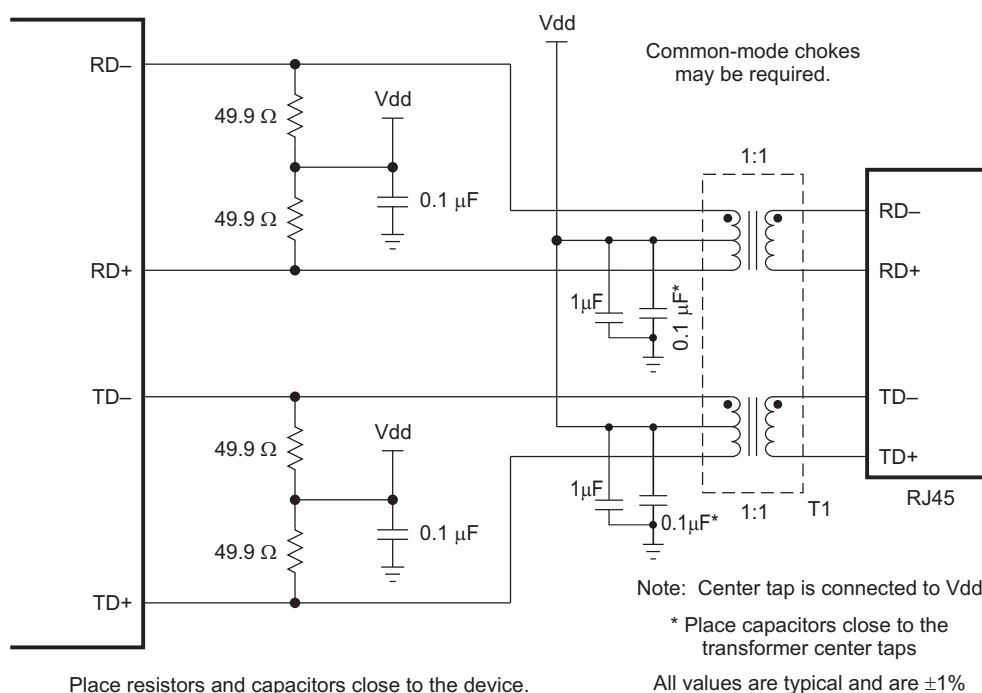 Vdd
Common-mode chokes
may be required.
RD–
49.9 Ω
Vdd
0.1 μF
49.9 Ω
RD+
1:1
RD–
RD+
1μF
0.1 μF*
TD–
49.9 Ω
Vdd
0.1 μF
49.9 Ω
TD+
TD–
TD+
1μF
0.1μF*
1:1
T1
RJ45
Note: Center tap is connected to Vdd
* Place capacitors close to the
transformer center taps
Place resistors and capacitors close to the device.
All values are typical and are ±1%